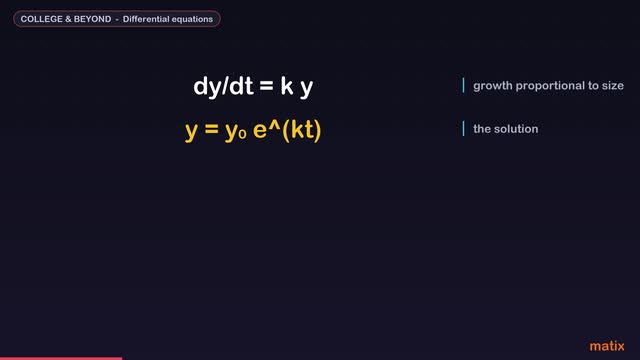 COLLEGE & BEYOND - Differential equations
dy/dt = k y
growth proportional to size
y = y₀ e^(kt)
the solution
matix